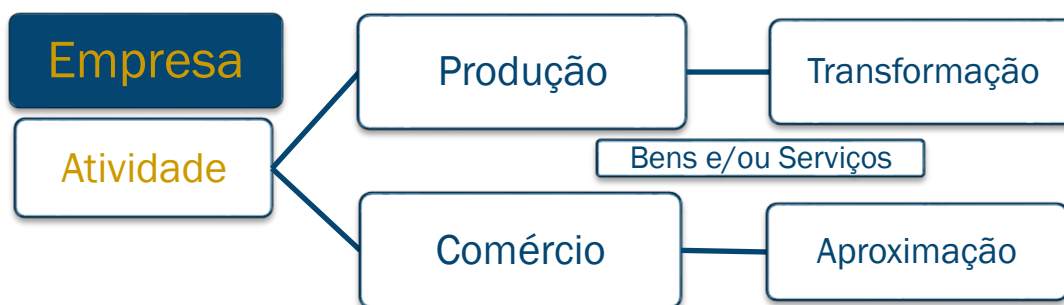 Empresa
Atividade
Produção
Transformação
Bens e/ou Serviços
Comércio
Aproximação